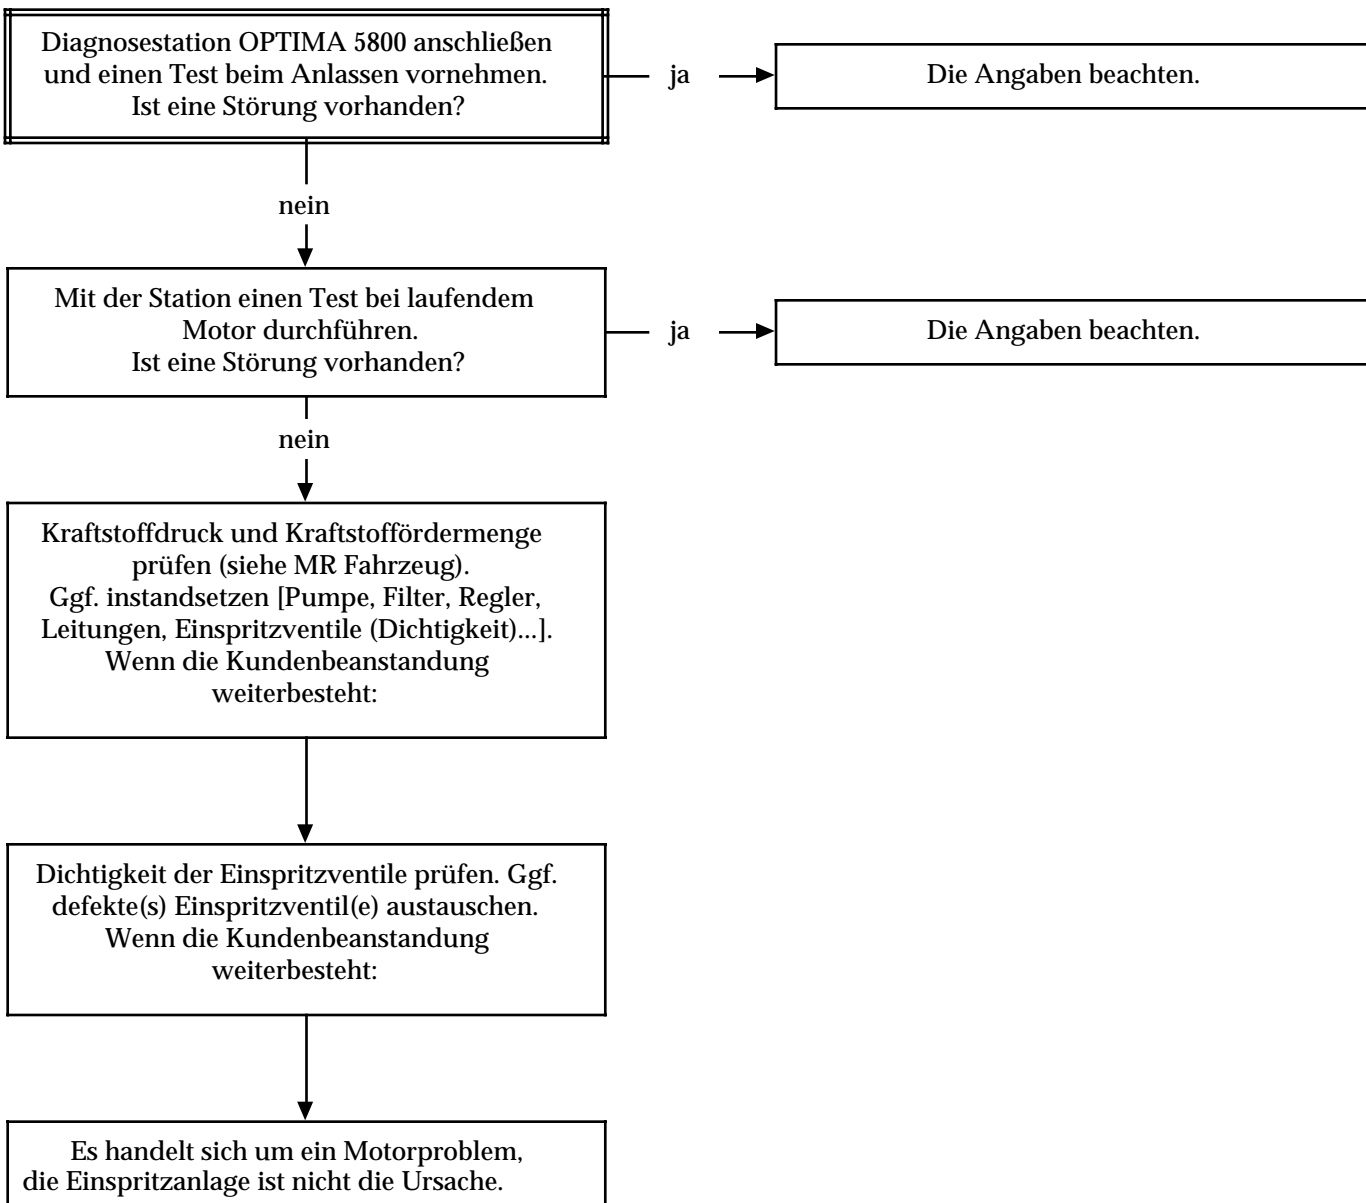 Diagnosestation OPTIMA 5800 anschließen
und einen Test beim Anlassen vornehmen.
Ist eine Störung vorhanden?
ja
Die Angaben beachten.
nein
Mit der Station einen Test bei laufendem
Motor durchführen.
Ist eine Störung vorhanden?
ja
Die Angaben beachten.
nein
Kraftstoffdruck und Kraftstoffördermenge
prüfen (siehe MR Fahrzeug).
Ggf. instandsetzen [Pumpe, Filter, Regler,
Leitungen, Einspritzventile (Dichtigkeit)...].
Wenn die Kundenbeanstandung
weiterbesteht:
Dichtigkeit der Einspritzventile prüfen. Ggf.
defekte(s) Einspritzventil(e) austauschen.
Wenn die Kundenbeanstandung
weiterbesteht:
Es handelt sich um ein Motorproblem,
die Einspritzanlage ist nicht die Ursache.